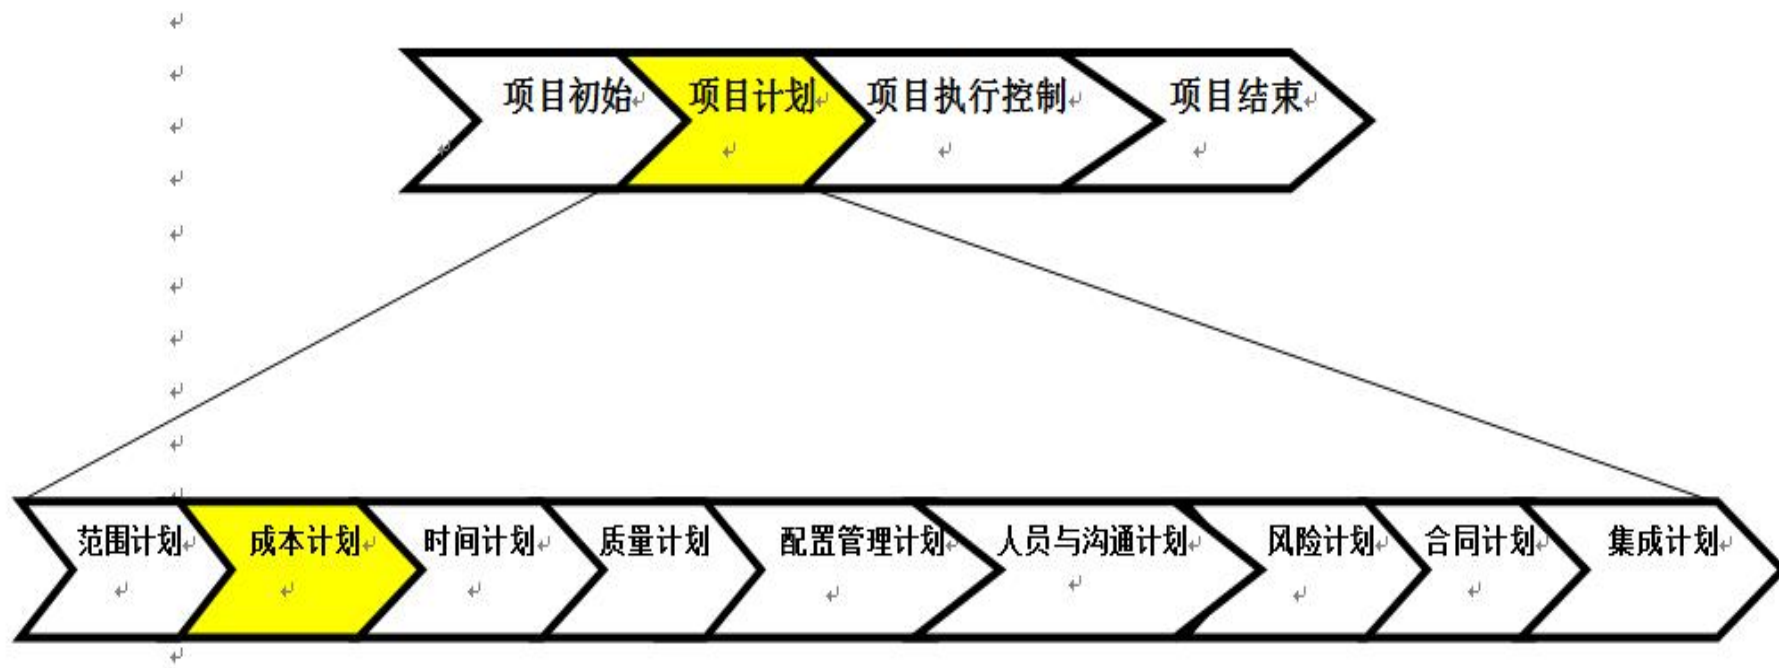 项目初始 项目计划 项目执行控制 项目结束
范围计划 成本计划 时间计划 质量计划 配置管理计划 人员与沟通计划 风险计划 合同计划 集成计划